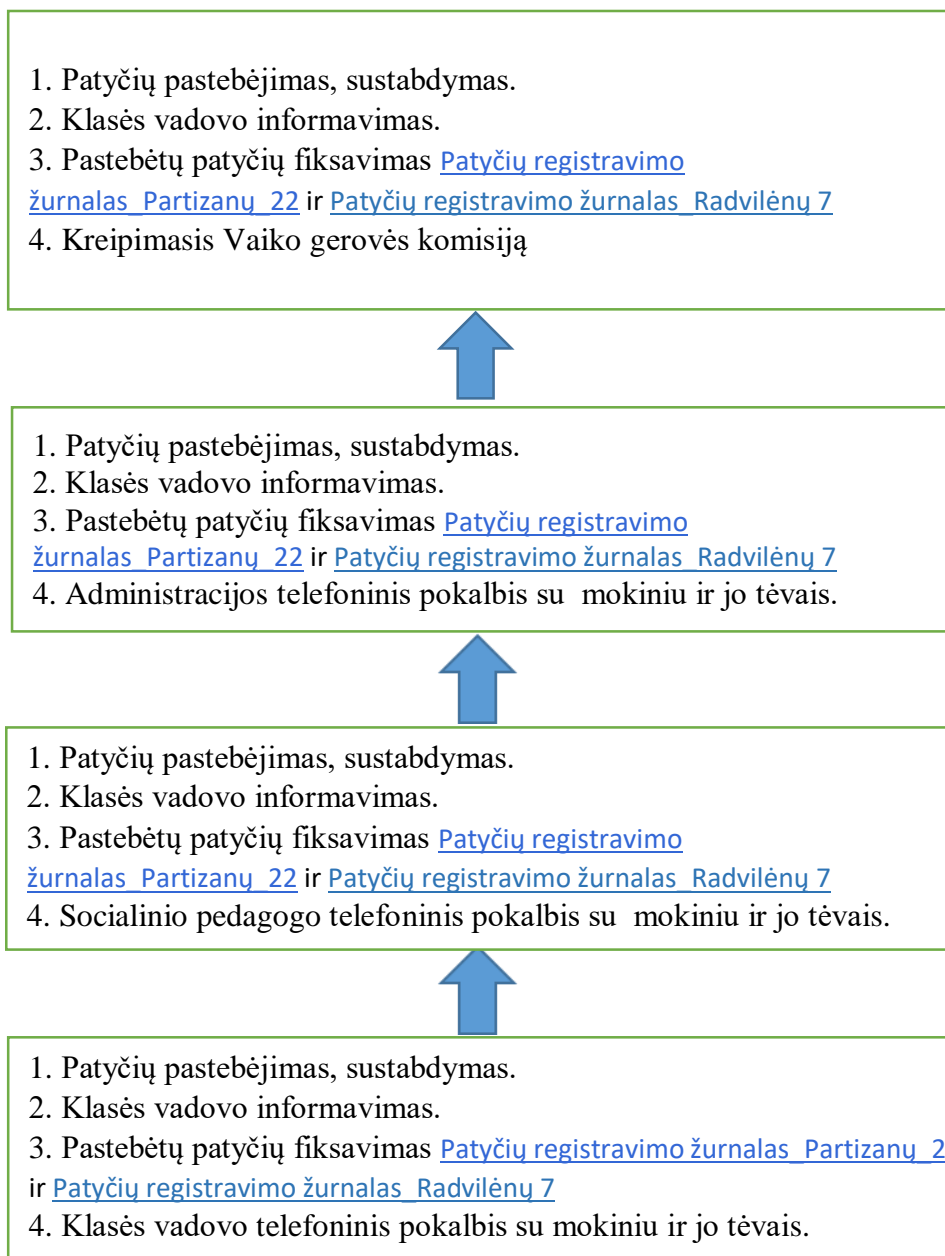 1. Patyčių pastebėjimas, sustabdymas.
2. Klasės vadovo informavimas.
3. Pastebėtų patyčių fiksavimas Patyčių registravimo
žurnalas_Partizanų_22 ir Patyčių registravimo žurnalas_Radvilėnų 7
4. Kreipimasis Vaiko gerovės komisiją
1. Patyčių pastebėjimas, sustabdymas.
2. Klasės vadovo informavimas.
3. Pastebėtų patyčių fiksavimas Patyčių registravimo
žurnalas_Partizanų_22 ir Patyčių registravimo žurnalas_Radvilėnų 7
4. Administracijos telefoninis pokalbis su  mokiniu ir jo tėvais.
1. Patyčių pastebėjimas, sustabdymas.
2. Klasės vadovo informavimas.
3. Pastebėtų patyčių fiksavimas Patyčių registravimo
žurnalas_Partizanų_22 ir Patyčių registravimo žurnalas_Radvilėnų 7
4. Socialinio pedagogo telefoninis pokalbis su  mokiniu ir jo tėvais.
1. Patyčių pastebėjimas, sustabdymas.
2. Klasės vadovo informavimas.
3. Pastebėtų patyčių fiksavimas Patyčių registravimo žurnalas_Partizanų_2
ir Patyčių registravimo žurnalas_Radvilėnų 7
4. Klasės vadovo telefoninis pokalbis su mokiniu ir jo tėvais.